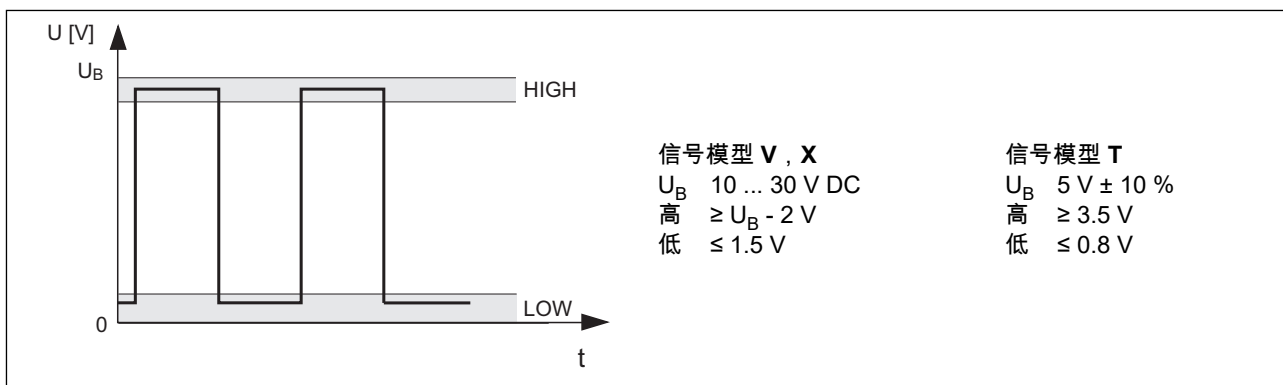 U [V]
UB
HIGH
LOW
0
t
信号模型 V , X
UB 10 ... 30 V DC
高 ≥ UB - 2 V
低 ≤ 1.5 V
信号模型 T
UB 5 V ± 10 %
高 ≥ 3.5 V
低 ≤ 0.8 V